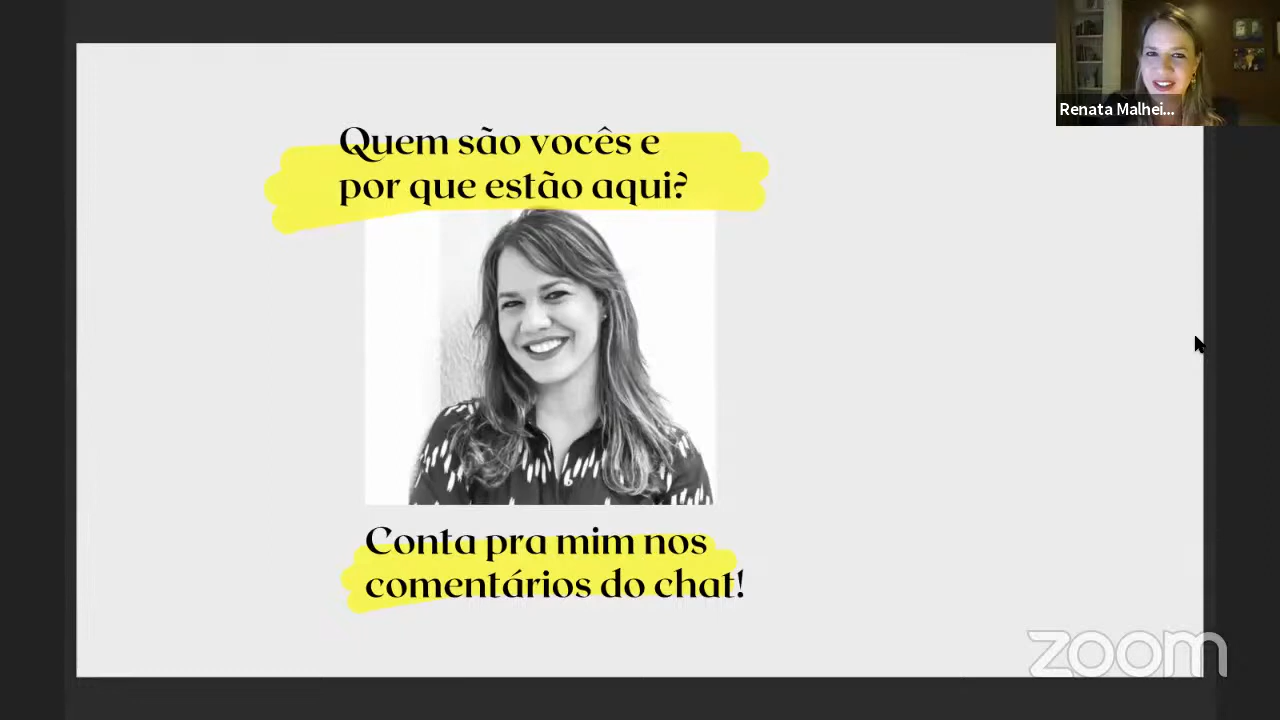 Quem são vocês e
por que estão aqui?
Renata Malhei...
Conta pra mim nos
comentários do chat!
zoom